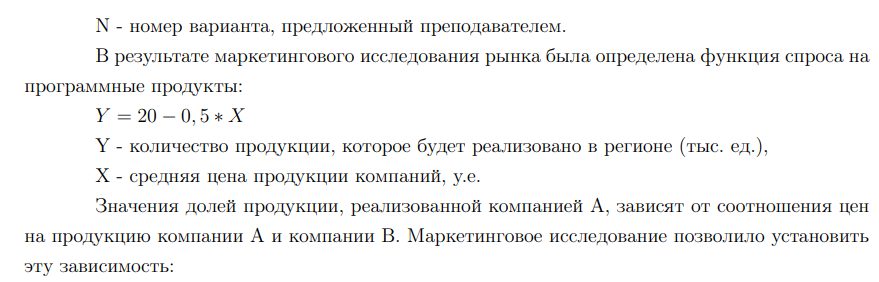 N - номер варианта, предложенный преподавателем.
В результате маркетингового исследования рынка была определена функция спроса на
программные продукты:
Y = 20 − 0, 5 ∗ X
Y - количество продукции, которое будет реализовано в регионе (тыс. ед.),
X - средняя цена продукции компаний, у.е.
Значения долей продукции, реализованной компанией А, зависят от соотношения цен
на продукцию компании А и компании В. Маркетинговое исследование позволило установить
эту зависимость: